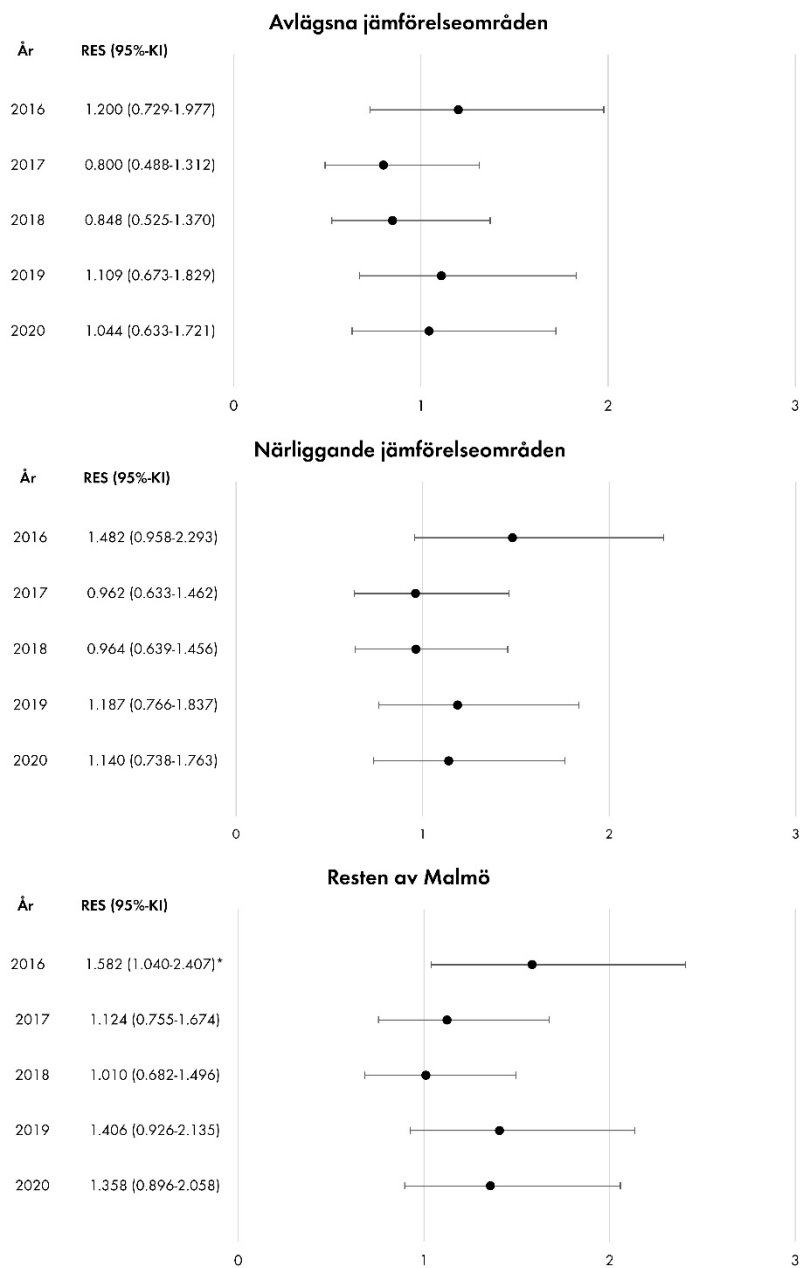 Avlägsna jämförelseområden
År RES (95%-KI)
2016 1.200 (0.729-1.977)
2017 0.800 (0.488-1.312)
2018 0.848 (0.525-1.370)
2019 1.109 (0.673-1.829)
2020 1.044 (0.633-1.721)
0 1 2 3
Närliggande jämförelseområden
År RES (95%-KI)
2016 1.482 (0.958-2.293)
2017 0.962 (0.633-1.462)
2018 0.964 (0.639-1.456)
2019 1.187 (0.766-1.837)
2020 1.140 (0.738-1.763)
0 1 2 3
Resten av Malmö
År RES (95%-KI)
2016 1.582 (1.040-2.407)*
2017 1.124 (0.755-1.674)
2018 1.010 (0.682-1.496)
2019 1.406 (0.926-2.135)
2020 1.358 (0.896-2.058)
0 1 2 3